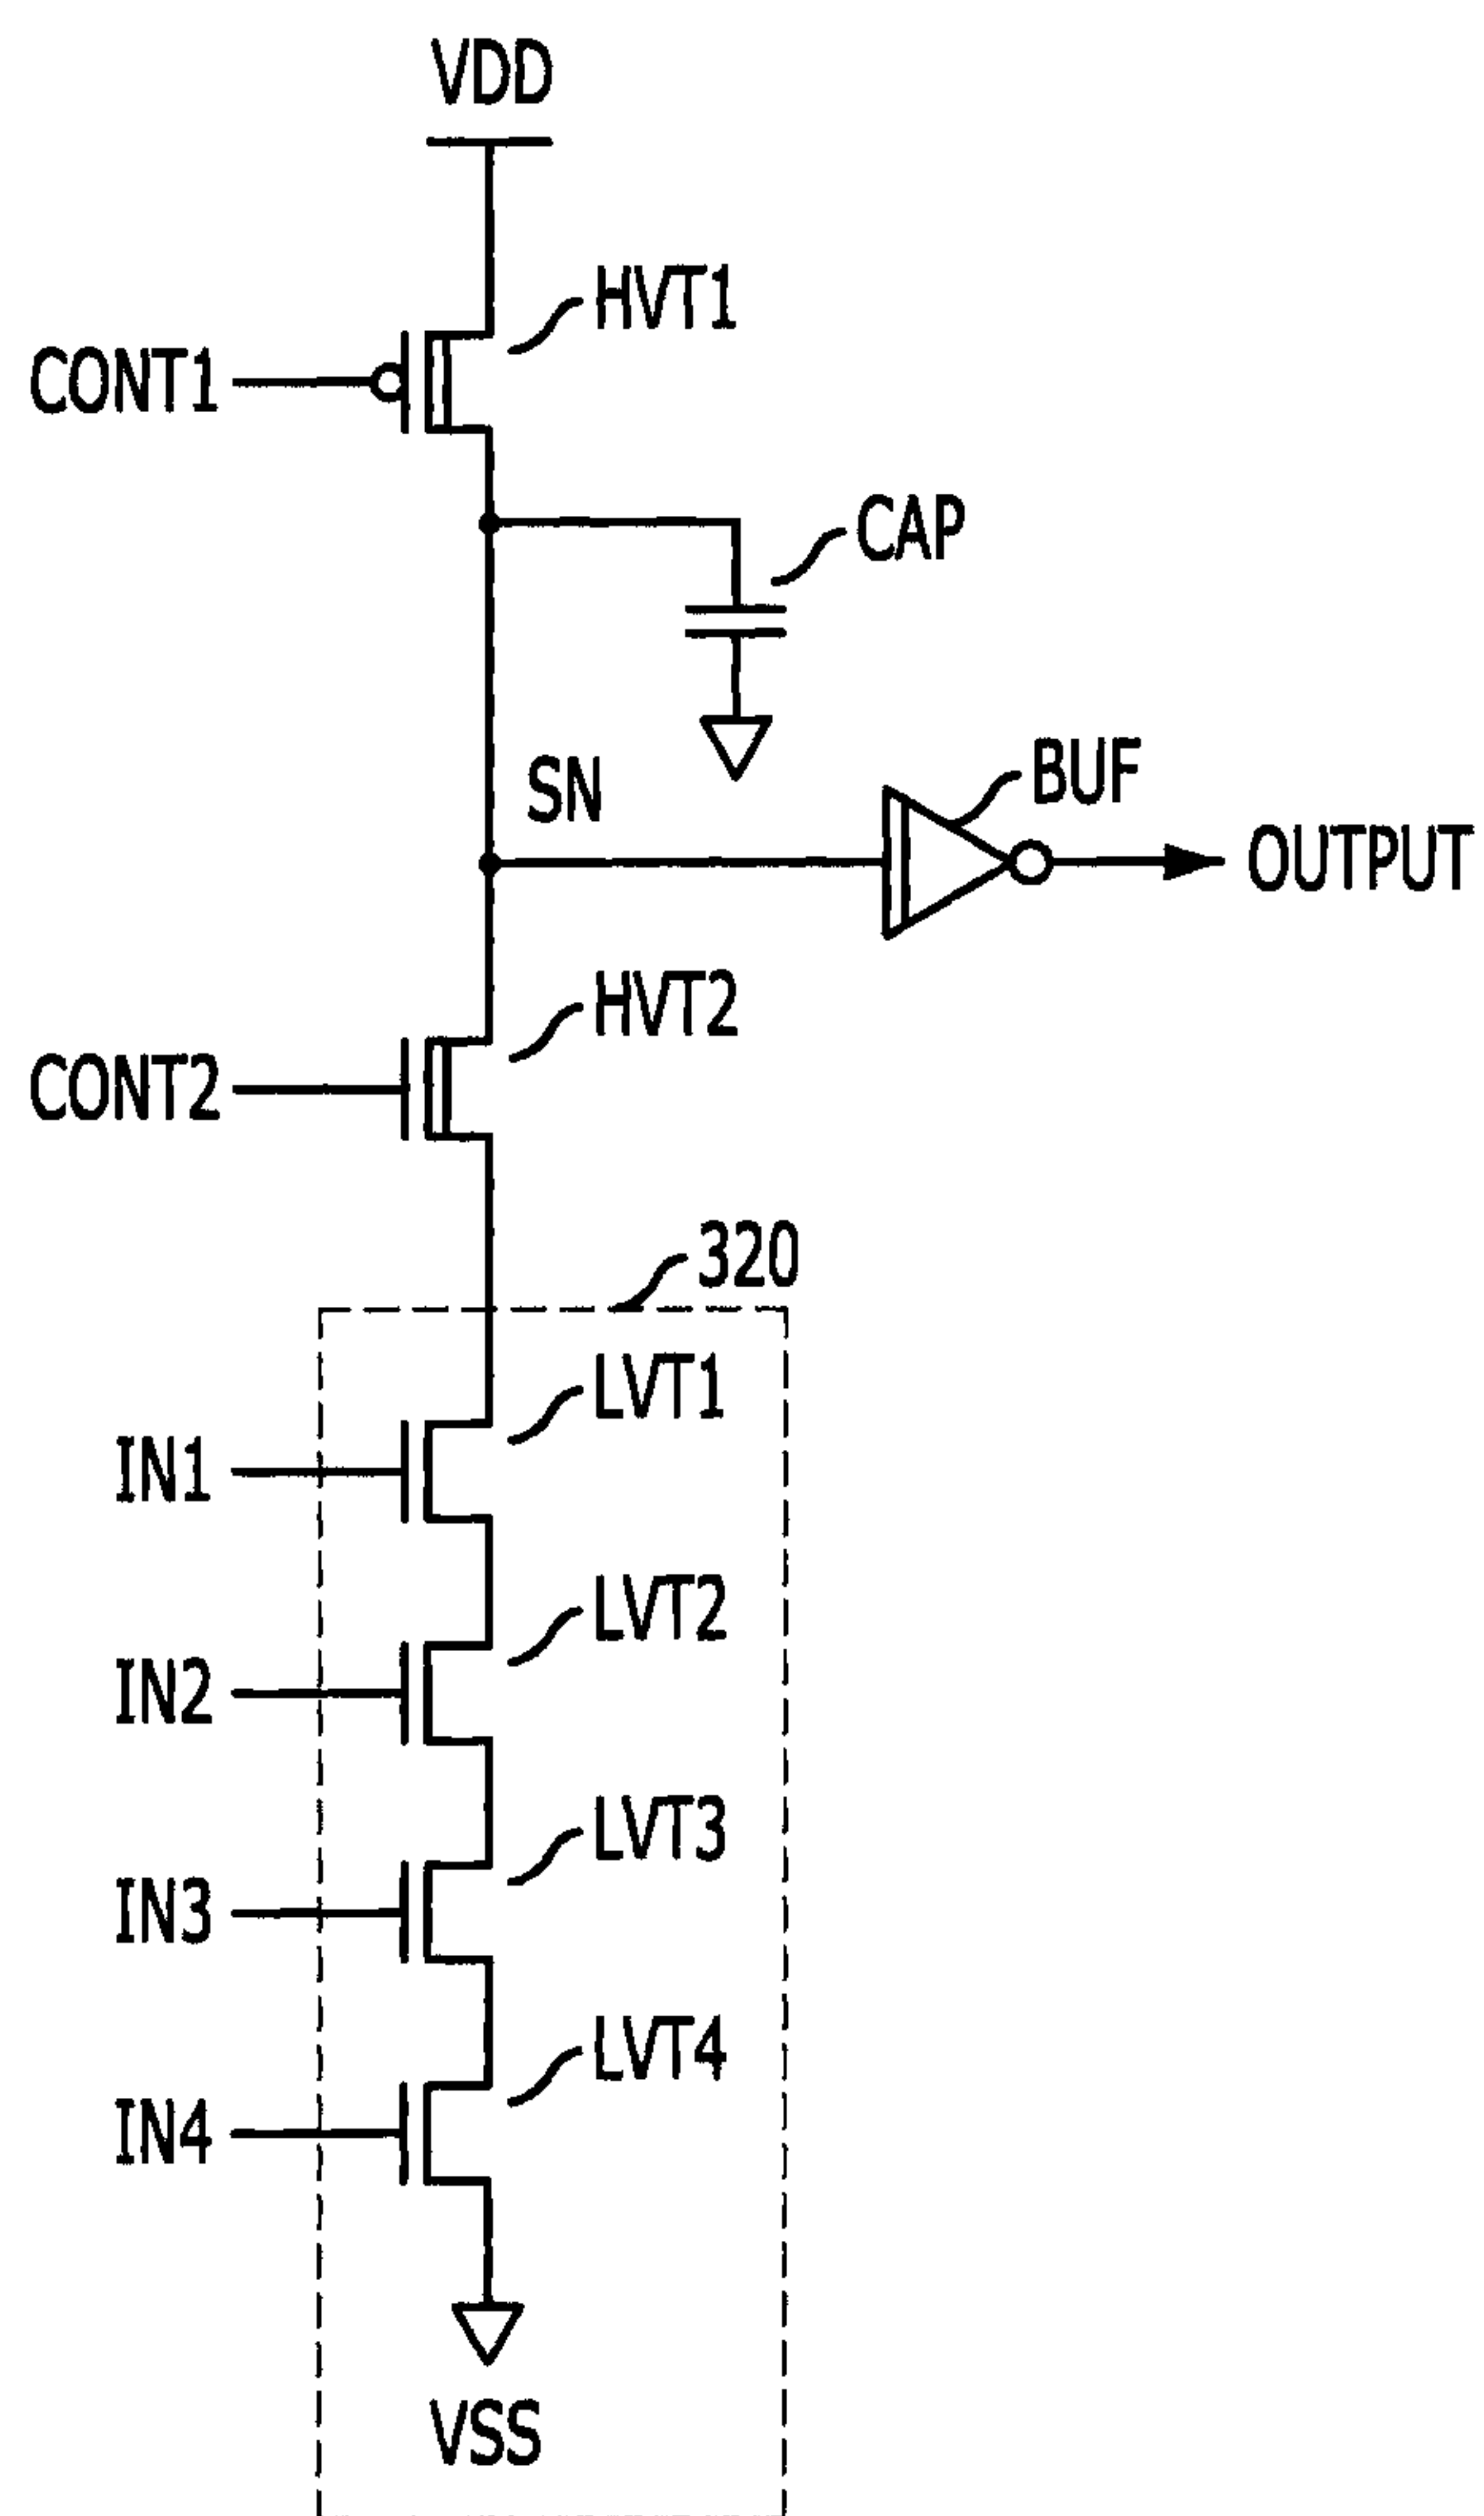 VDD
HVT1
CONT1
CAP
SN
BUF
OUTPUT
HVT2
CONT2
320
LVT1
IN1
LVT2
IN2
LVT3
IN3
LVT4
IN4
VSS